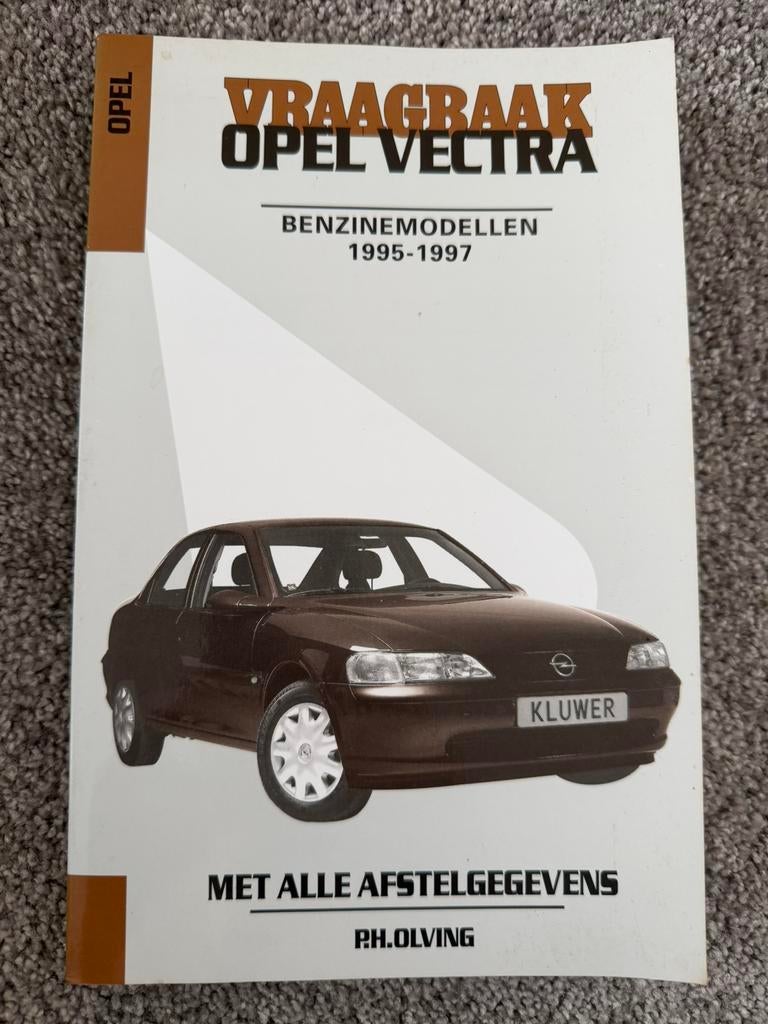 OPEL
VRAAGBAAK
OPEL VECTRA
BENZINEMODELLEN
1995-1997
KLUWER
MET ALLE AFSTELGEGEVENS
P.H.OLVING